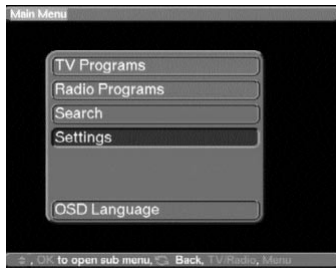 Main Menu
TV Programs
Radio Programs
Search
Settings
OSD Language
, OK to open sub menu, Back, TV/Radio, Menu